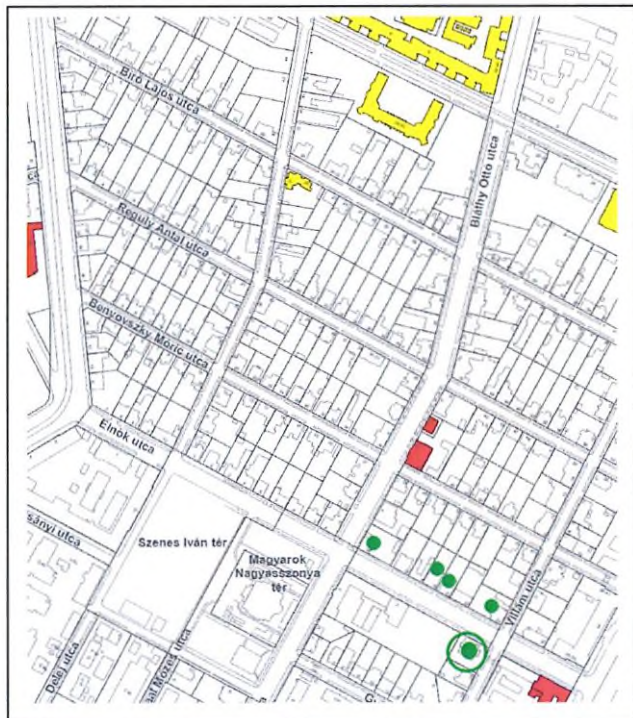 Bíró Lajos utca
Bláthy Ottó utca
Reguly Antal utca
Benyovszky Móric utca
Elnök utca
Szenes Iván tér
Magyarok
Nagyasszonya
tér
Villám utca
Delej utca